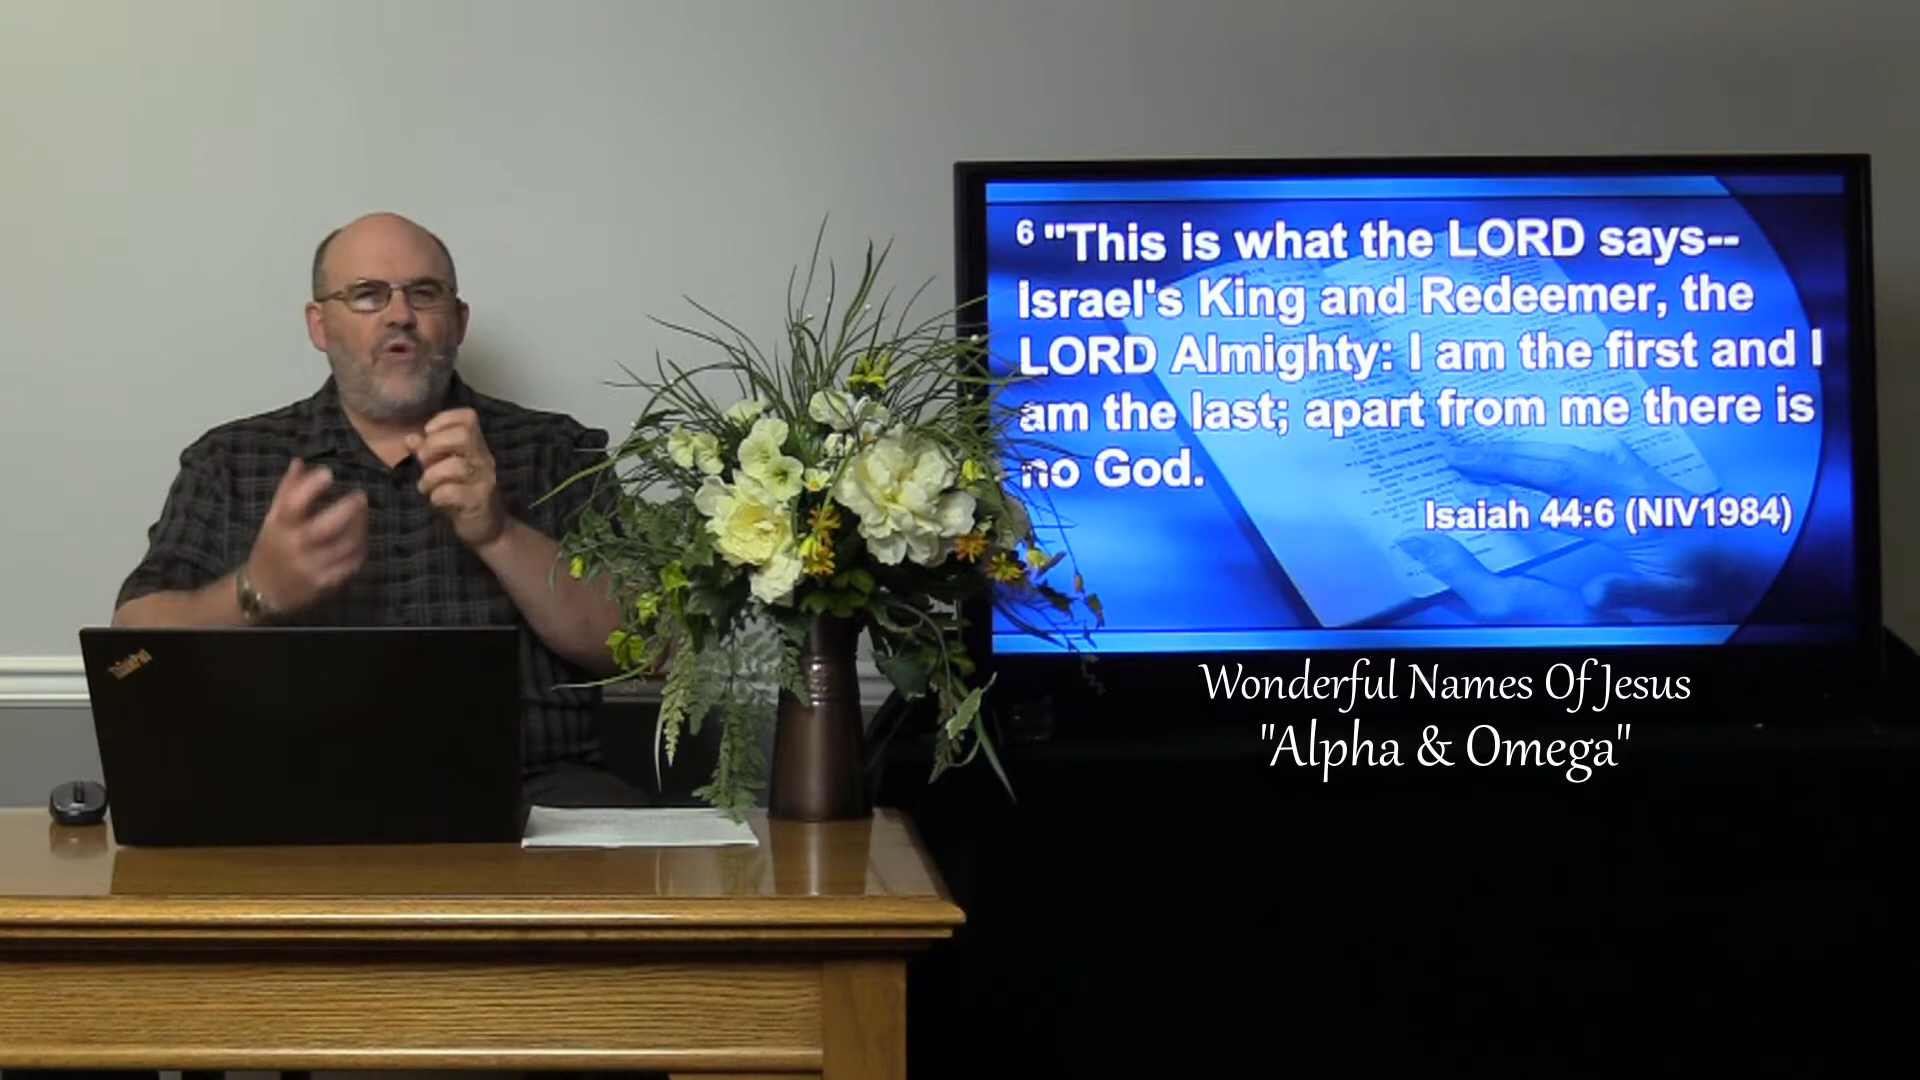 6 "This is what the LORD says--
Israel's King and Redeemer, the
LORD Almighty: I am the first and I
am the last; apart from me there is
no God.
Isaiah 44:6 (NIV1984)
ThinkPad
Wonderful Names Of Jesus
"Alpha & Omega"